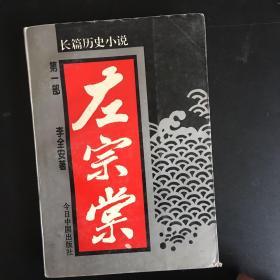 长篇历史小说
第一部
左宗棠
李全安著
今日中国出版社